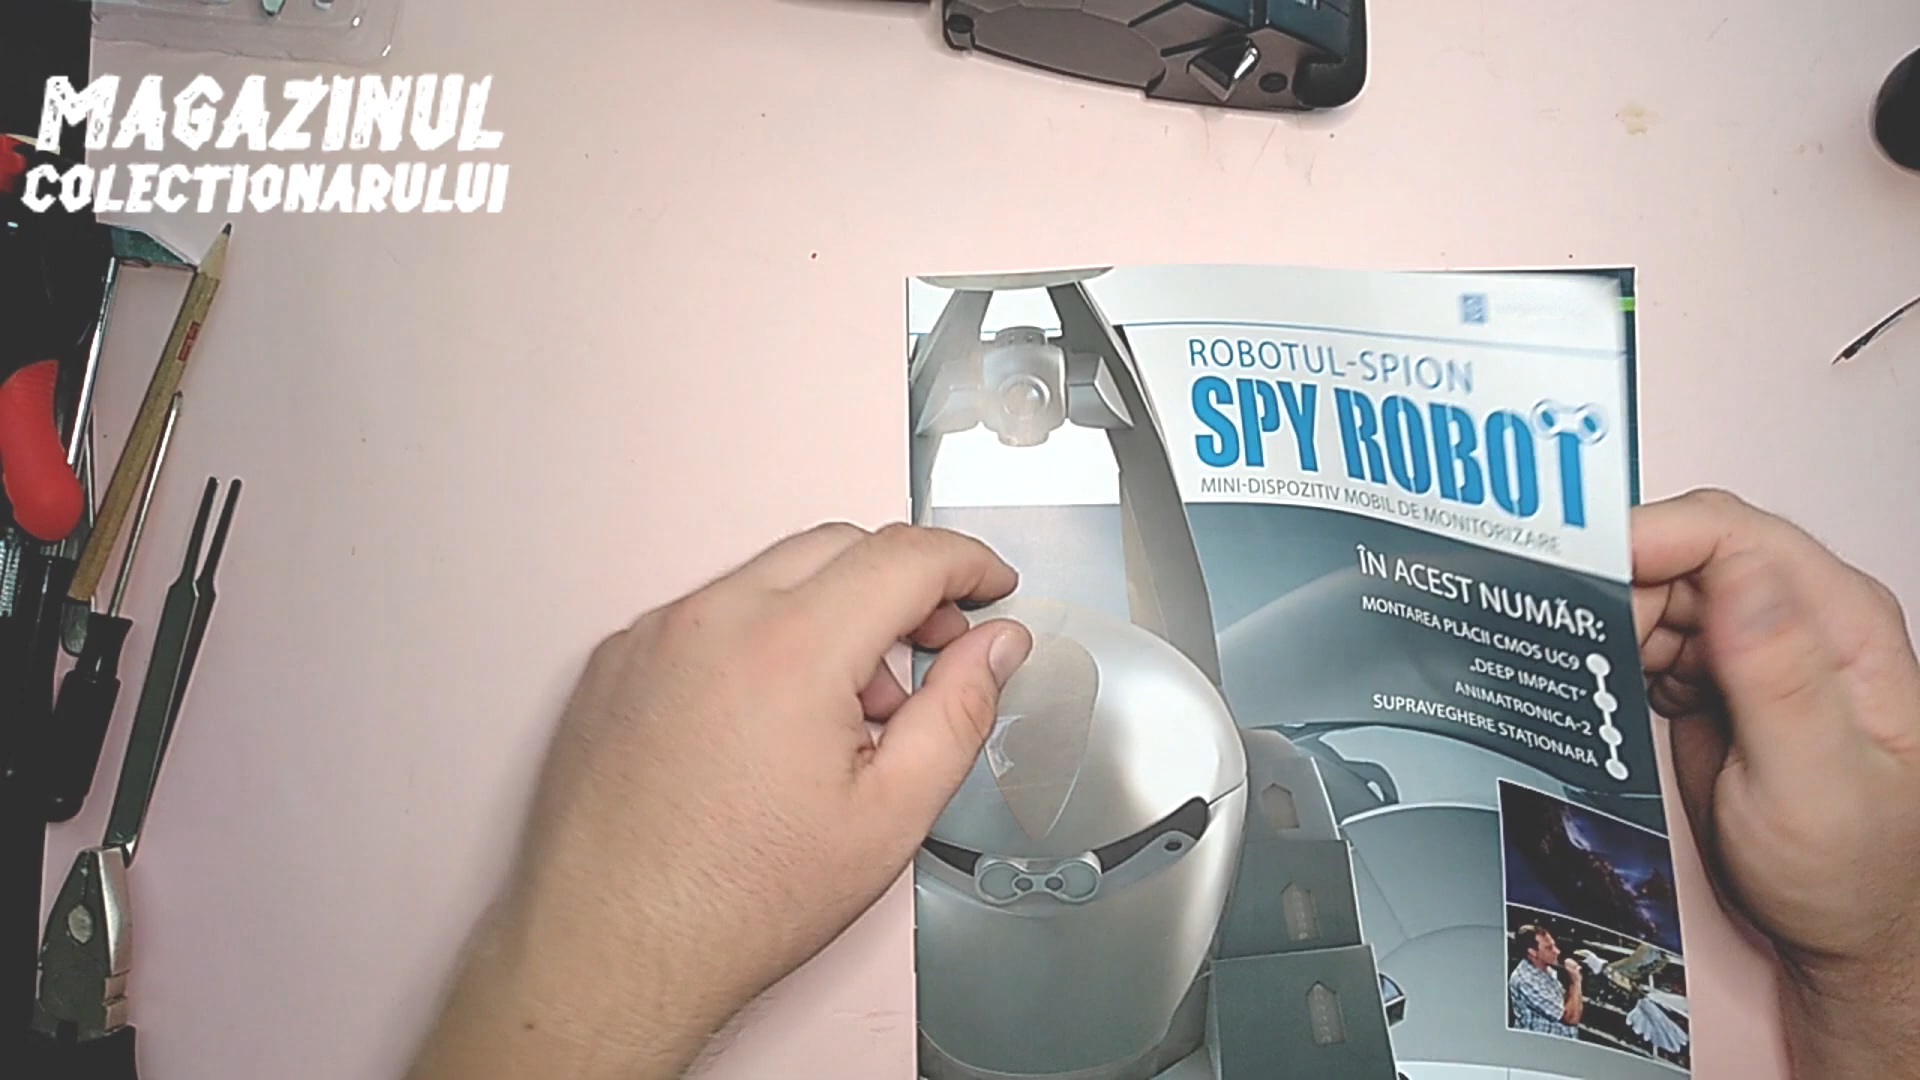 MAGAZINUL
COLECTIONARULUI
ROBOTUL-SPION
SPY ROBOT
MINI-DISPOZITIV MOBIL DE MONITORIZARE
ÎN ACEST NUMĂR:
MONTAREA PLĂCII CMOS UC9
„DEEP IMPACT”
ANIMATRONICA-2
SUPRAVEGHERE STAȚIONARĂ